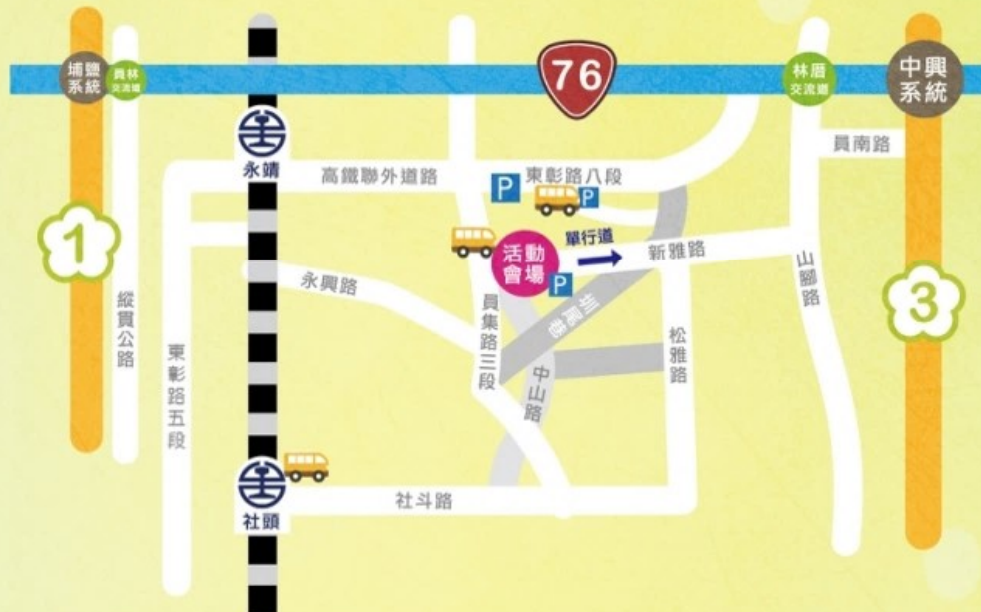 76
埔鹽
系統
員林
交流道
林厝
交流道
中興
系統
員南路
永靖
高鐵聯外道路
東彰路八段
P
P
1
活動
會場
單行道
新雅路
P
永興路
縱貫公路
東彰路五段
員集路三段
圳尾巷
中山路
松雅路
山腳路
3
社頭
社斗路